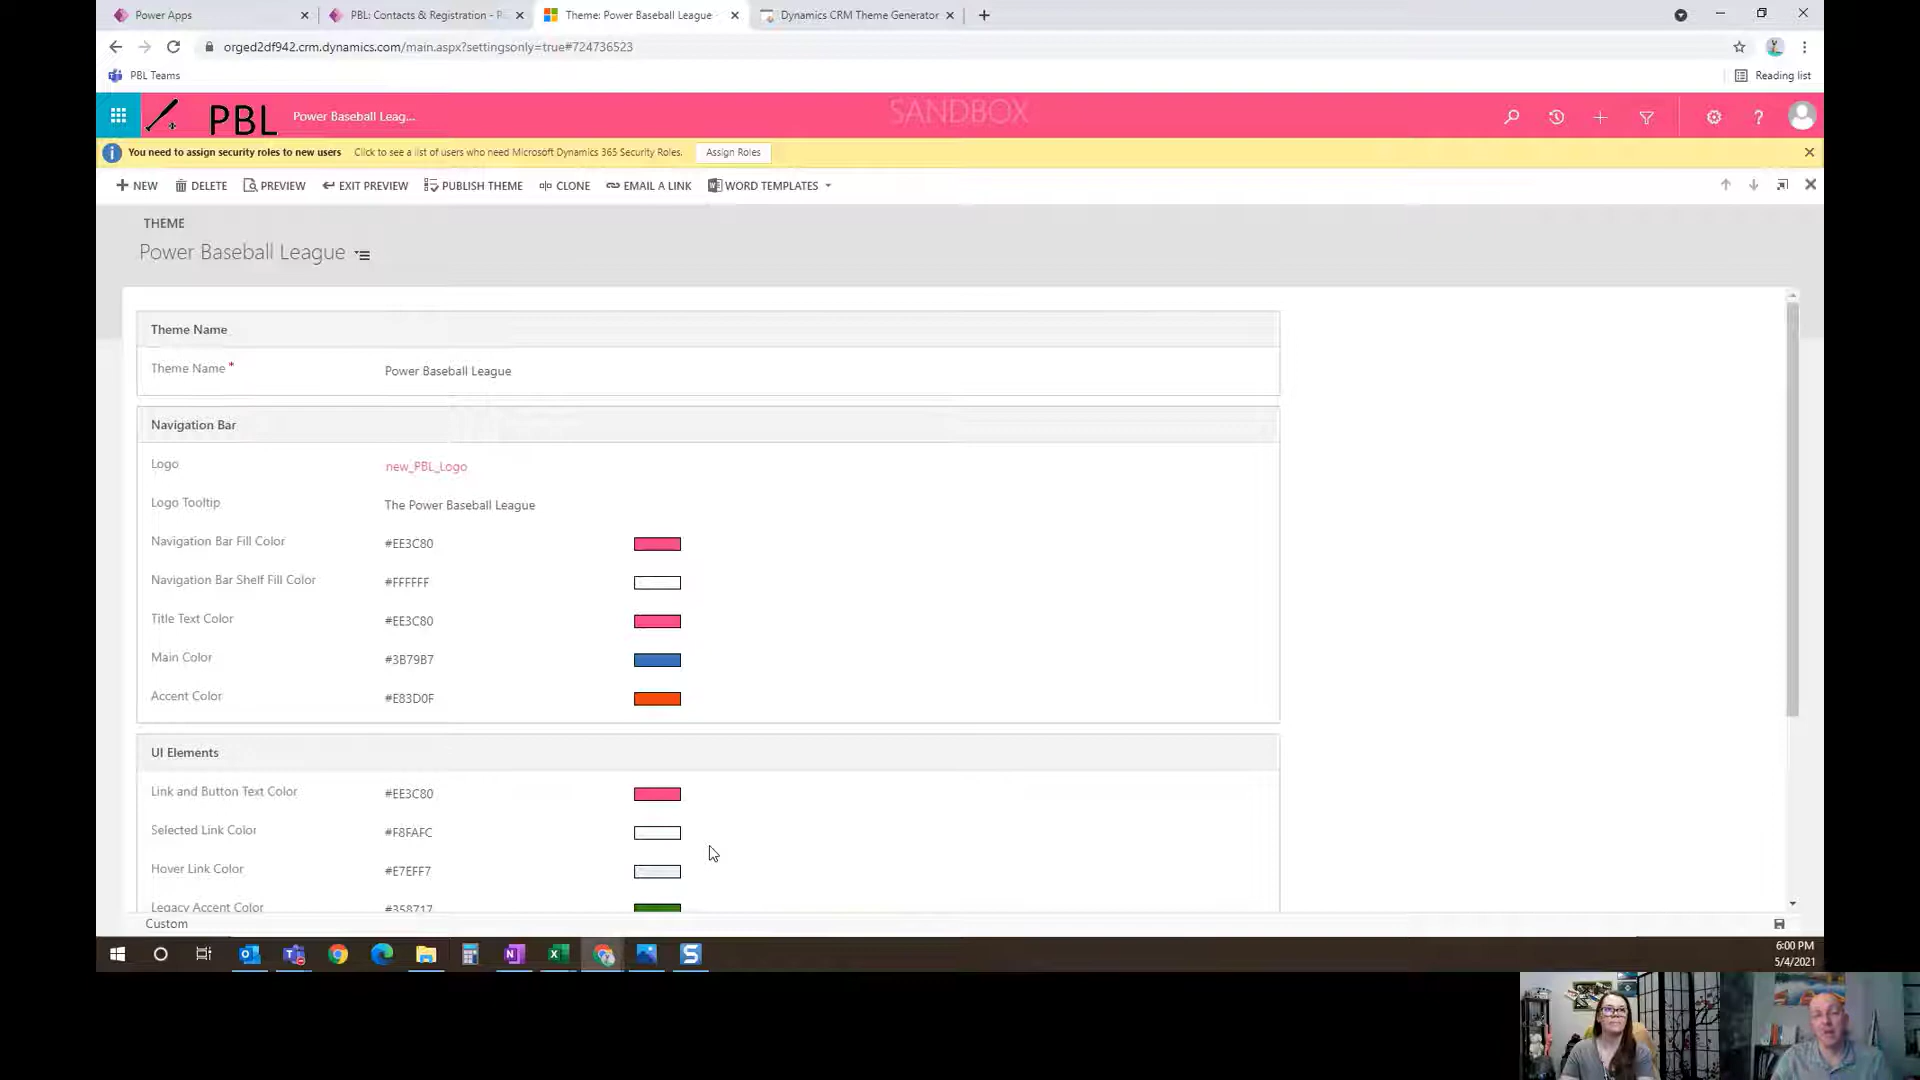 Power Apps
PBL: Contacts & Registration - P
Theme: Power Baseball League
Dynamics CRM Theme Generator
orged2df942.crm.dynamics.com/main.aspx?settingsonly=true#724736523
PBL Teams
Reading list
PBL
Power Baseball Leag...
SANDBOX
You need to assign security roles to new users Click to see a list of users who need Microsoft Dynamics 365 Security Roles. Assign Roles
NEW DELETE PREVIEW EXIT PREVIEW PUBLISH THEME CLONE EMAIL A LINK WORD TEMPLATES
THEME
Power Baseball League
Theme Name
Theme Name * Power Baseball League
Navigation Bar
Logo new_PBL_Logo
Logo Tooltip The Power Baseball League
Navigation Bar Fill Color #EE3C80
Navigation Bar Shelf Fill Color #FFFFFF
Title Text Color #EE3C80
Main Color #3B79B7
Accent Color #E83D0F
UI Elements
Link and Button Text Color #EE3C80
Selected Link Color #F8FAFC
Hover Link Color #E7EFF7
Legacy Accent Color #358717
Custom
6:00 PM
5/4/2021